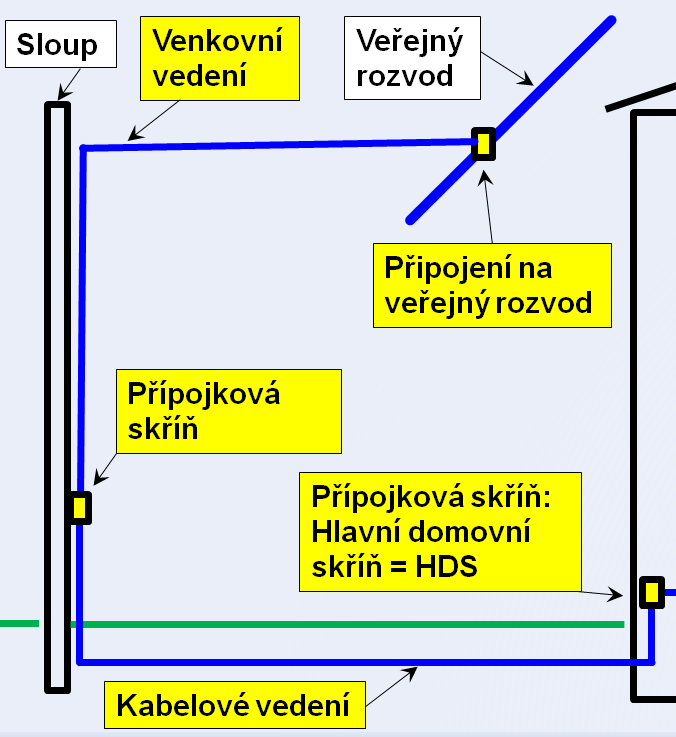 Sloup
Venkovní
vedení
Veřejný
rozvod
Připojení na
veřejný rozvod
Přípojková
skříň
Přípojková skříň:
Hlavní domovní
skříň = HDS
Kabelové vedení